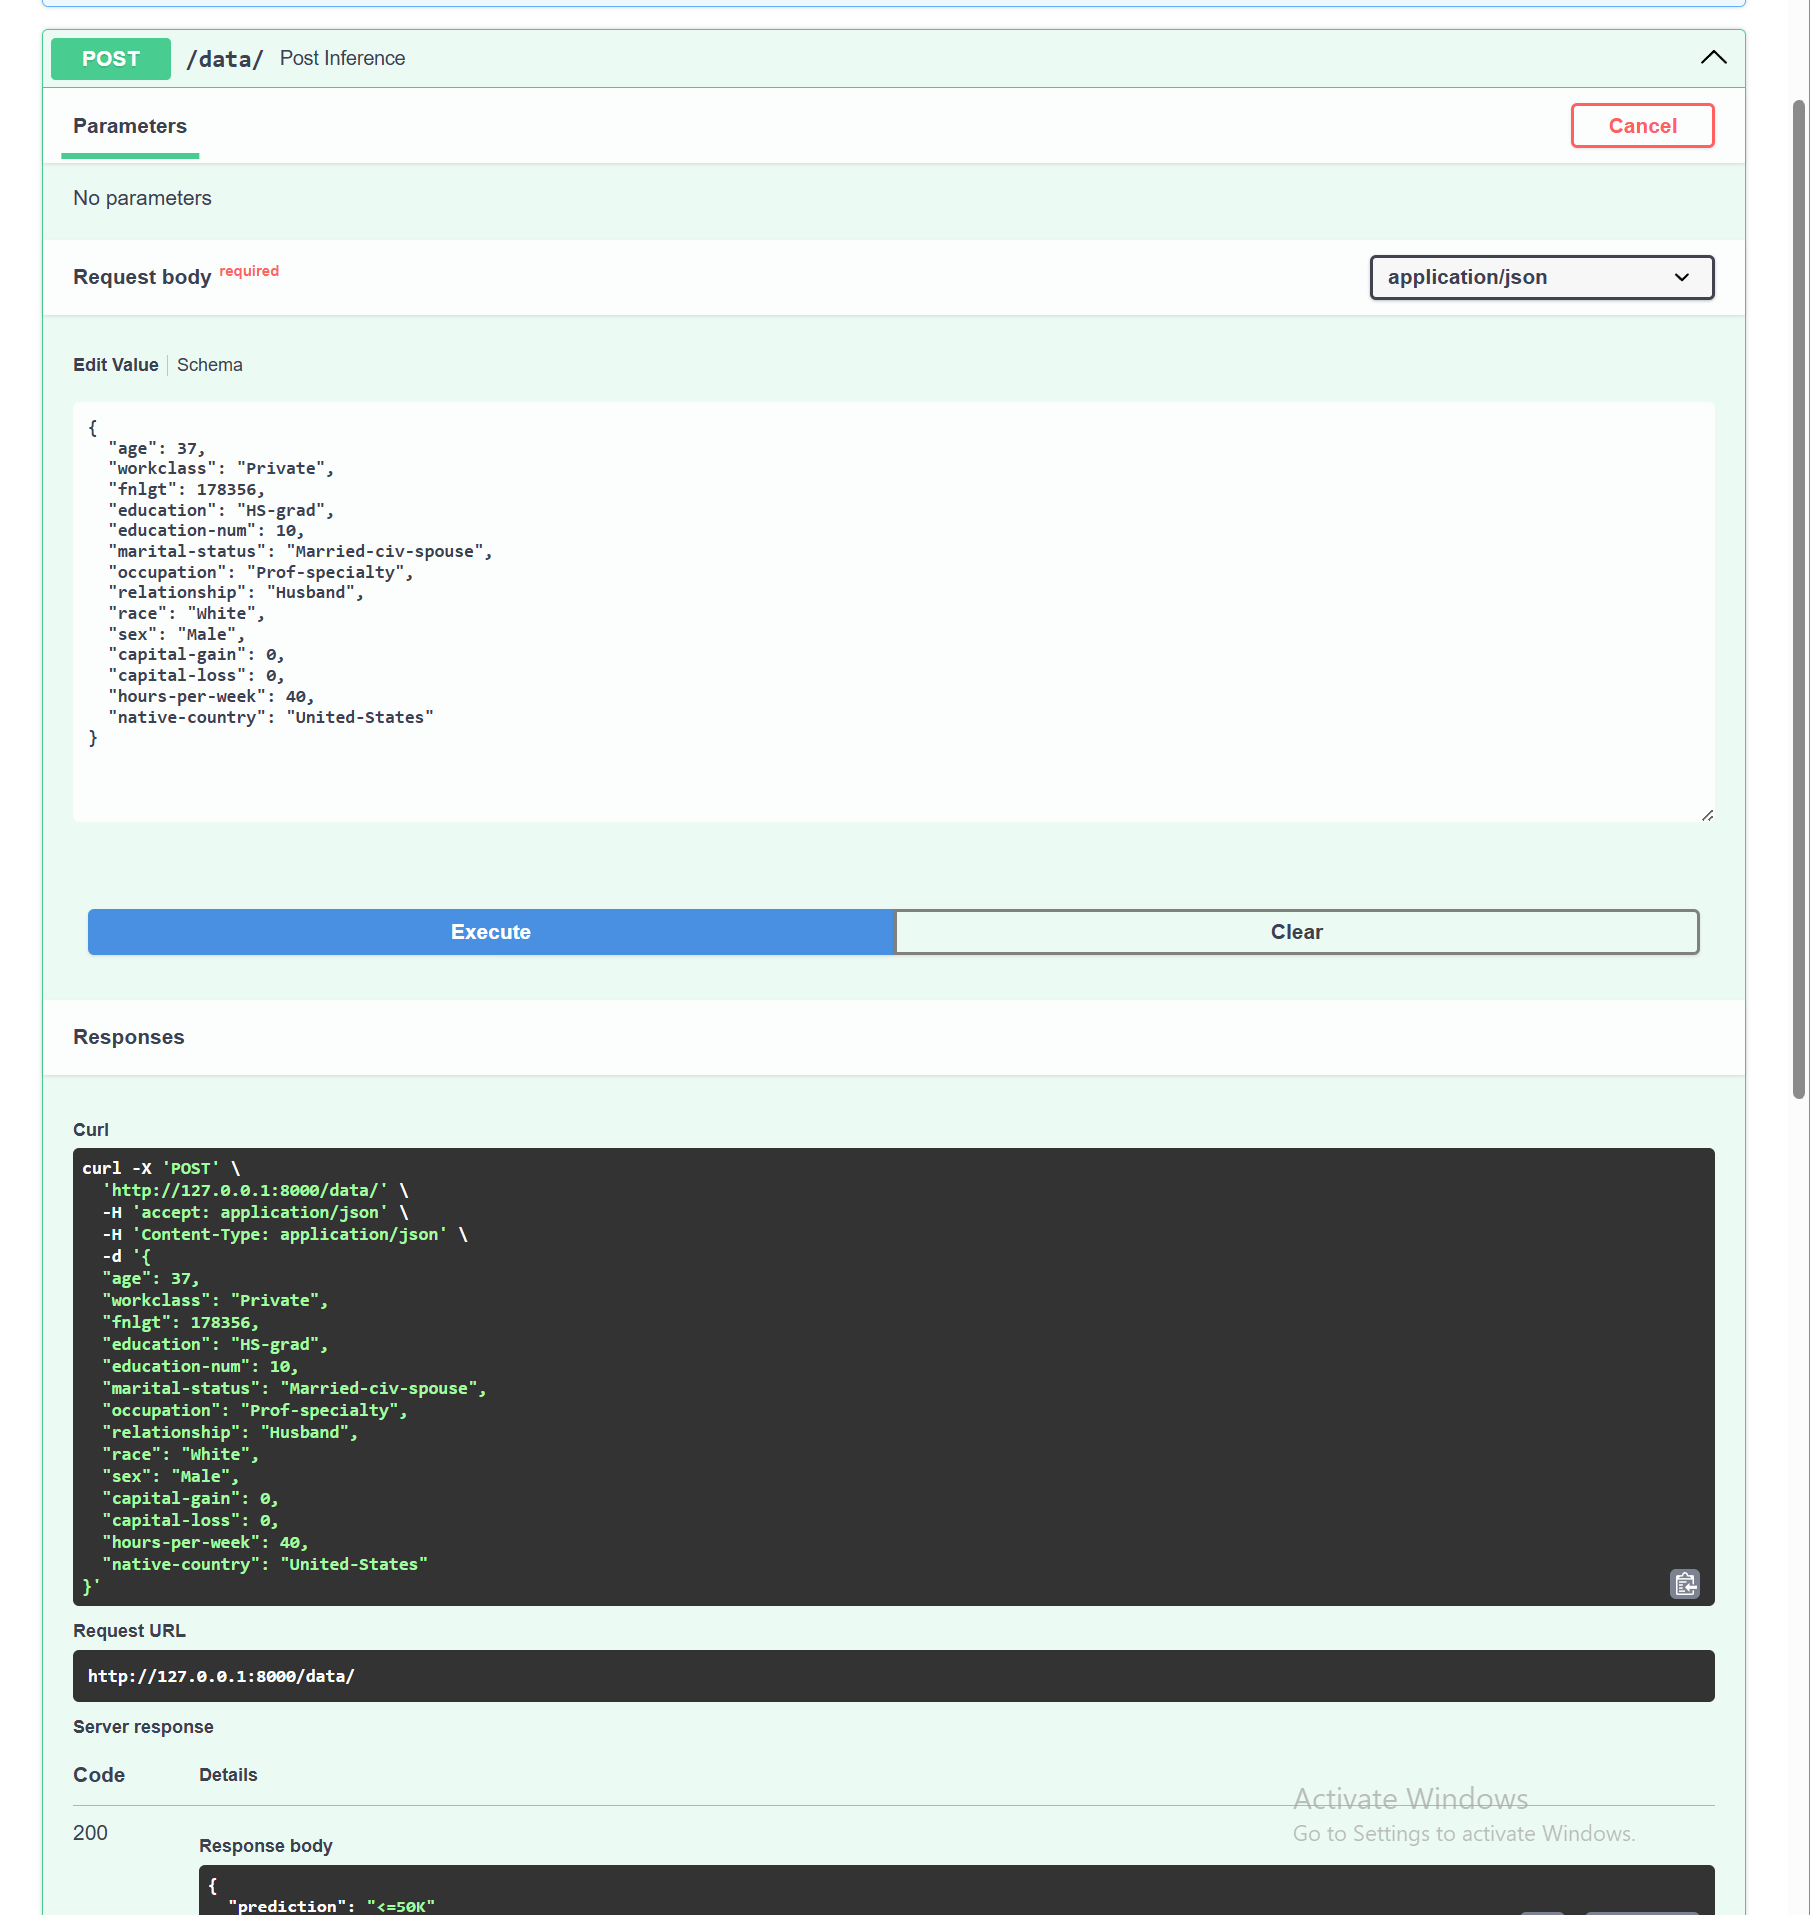 POST /data/ Post Inference
Parameters
Cancel
No parameters
Request body required
application/json
Edit Value Schema
{
  "age": 37,
  "workclass": "Private",
  "fnlgt": 178356,
  "education": "HS-grad",
  "education-num": 10,
  "marital-status": "Married-civ-spouse",
  "occupation": "Prof-specialty",
  "relationship": "Husband",
  "race": "White",
  "sex": "Male",
  "capital-gain": 0,
  "capital-loss": 0,
  "hours-per-week": 40,
  "native-country": "United-States"
}
Execute
Clear
Responses
Curl
curl -X 'POST' \
  'http://127.0.0.1:8000/data/' \
  -H 'accept: application/json' \
  -H 'Content-Type: application/json' \
  -d '{
  "age": 37,
  "workclass": "Private",
  "fnlgt": 178356,
  "education": "HS-grad",
  "education-num": 10,
  "marital-status": "Married-civ-spouse",
  "occupation": "Prof-specialty",
  "relationship": "Husband",
  "race": "White",
  "sex": "Male",
  "capital-gain": 0,
  "capital-loss": 0,
  "hours-per-week": 40,
  "native-country": "United-States"
}'
Request URL
http://127.0.0.1:8000/data/
Server response
Code Details
Activate Windows
Go to Settings to activate Windows.
200
Response body
{
  "prediction": "<=50K"